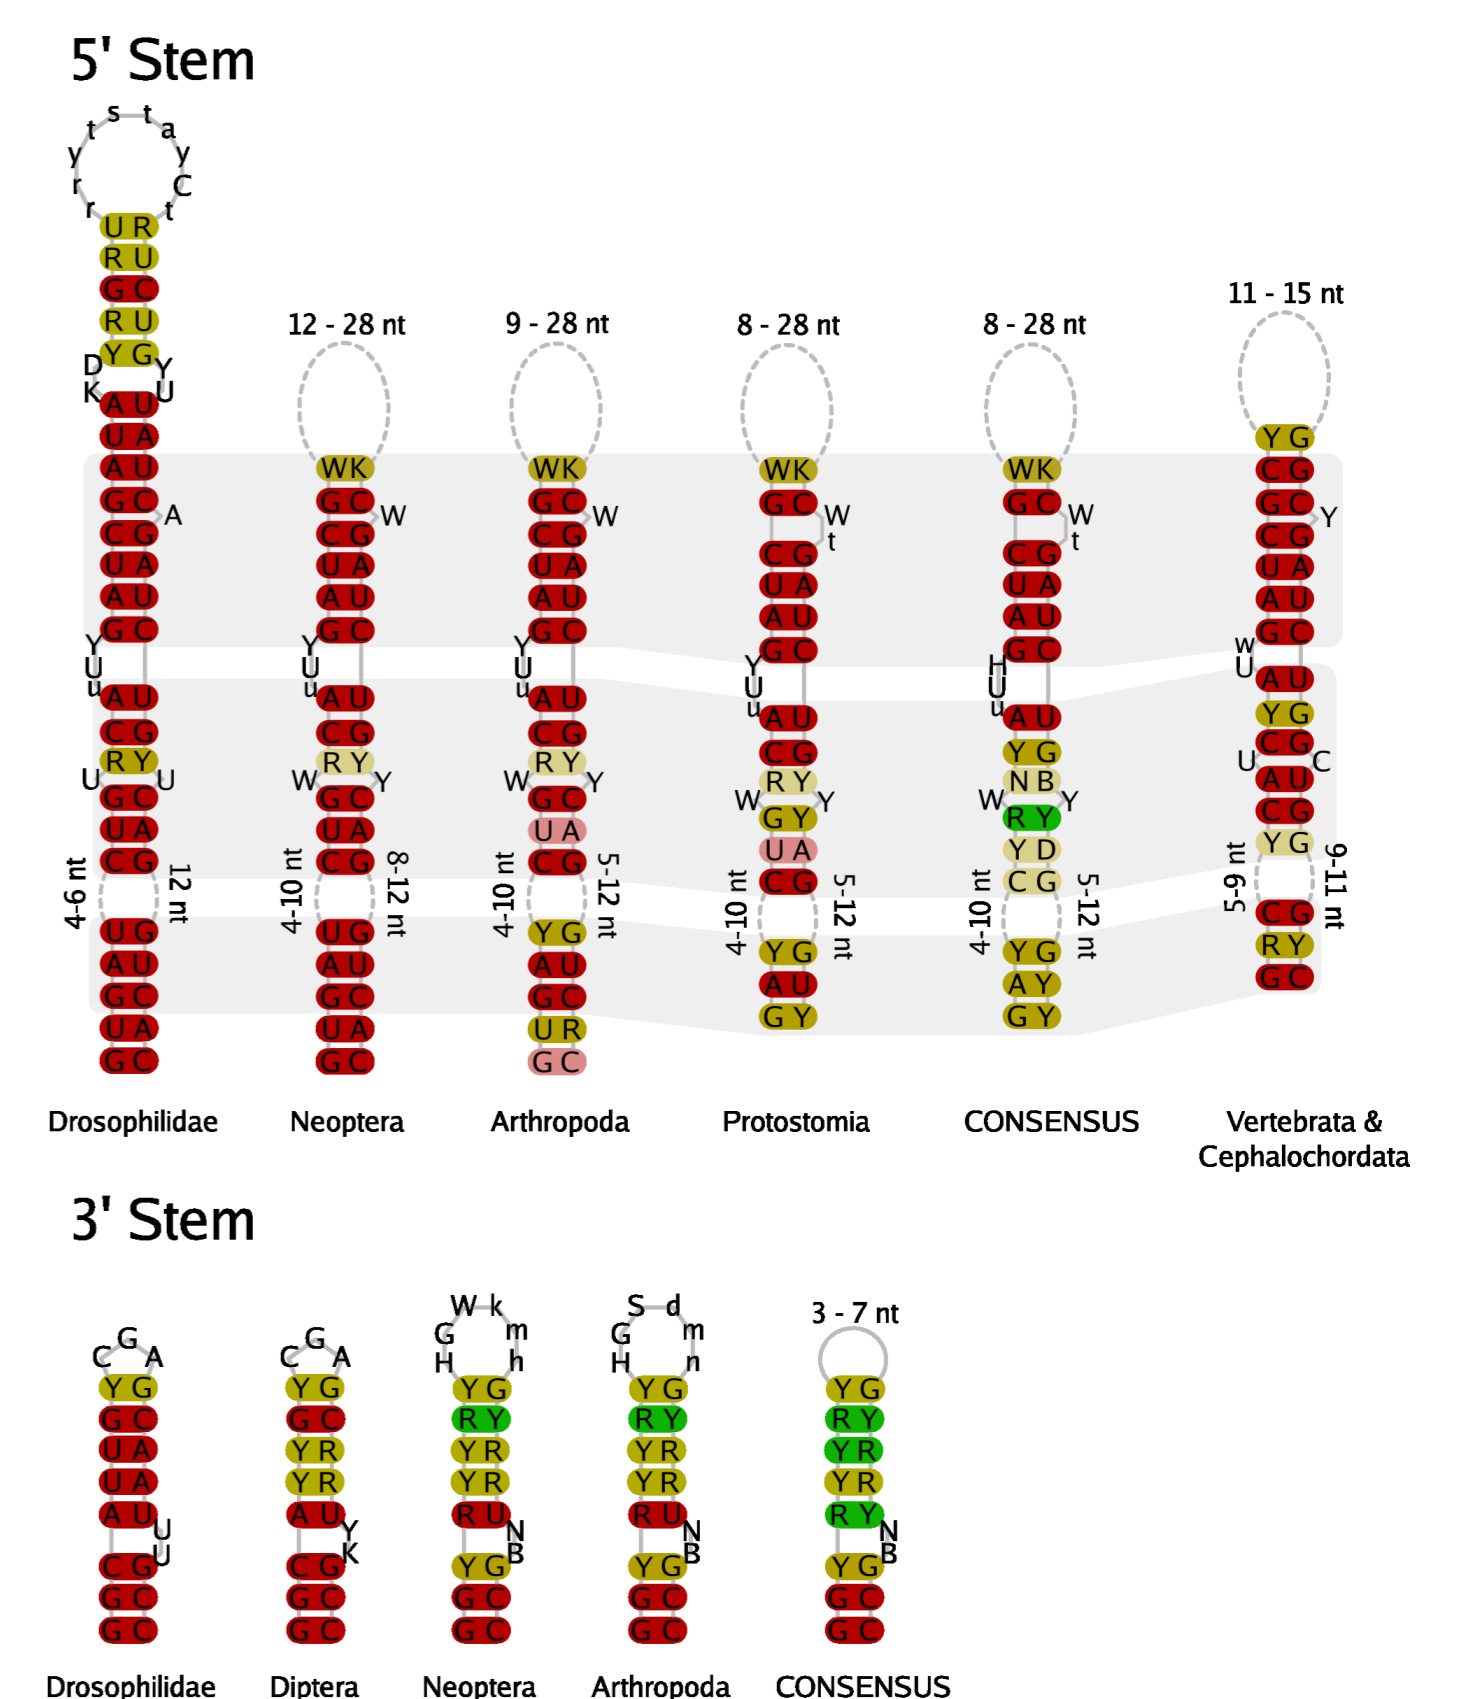 5' Stem
s t
t a
y y
r C
r t
U R
R U
G C
R U
Y G
D Y
K U
A U
U A
A U
G C
A
C G
U A
A U
G C
Y
U
u
A U
C G
R Y
U U
G C
U A
C G
4-6 nt
12 nt
U G
A U
G C
U A
G C
Drosophilidae
12 - 28 nt
W K
G C
W
C G
U A
A U
G C
Y
U
u
A U
C G
R Y
W Y
G C
U A
C G
4-10 nt
8-12 nt
U G
A U
G C
U A
G C
Neoptera
9 - 28 nt
W K
G C
W
C G
U A
A U
G C
Y
U
u
A U
C G
R Y
W Y
G C
U A
C G
4-10 nt
5-12 nt
Y G
A U
G C
U R
G C
Arthropoda
8 - 28 nt
W K
G C
W
t
C G
U A
A U
G C
Y
U
u
A U
C G
R Y
W Y
G Y
U A
C G
4-10 nt
5-12 nt
Y G
A U
G Y
Protostomia
8 - 28 nt
W K
G C
W
t
C G
U A
A U
G C
H
U
u
A U
Y G
N B
W Y
R Y
Y D
C G
4-10 nt
5-12 nt
Y G
A Y
G Y
CONSENSUS
11 - 15 nt
Y G
C G
G C
Y
C G
U A
A U
G C
w
U
A U
Y G
C G
U C
A U
C G
Y G
5-9 nt
9-11 nt
C G
R Y
G C
Vertebrata &
Cephalochordata
3' Stem
G
C A
Y G
G C
U A
U A
A U
U
U
C G
G C
G C
Drosophilidae
G
C A
Y G
G C
Y R
Y R
A U
Y
K
C G
G C
G C
Diptera
W k
G m
H h
Y G
R Y
Y R
Y R
R U
N
B
Y G
G C
G C
Neoptera
S d
G m
H n
Y G
R Y
Y R
Y R
R U
N
B
Y G
G C
G C
Arthropoda
3 - 7 nt
Y G
R Y
Y R
Y R
R Y
N
B
Y G
G C
G C
CONSENSUS